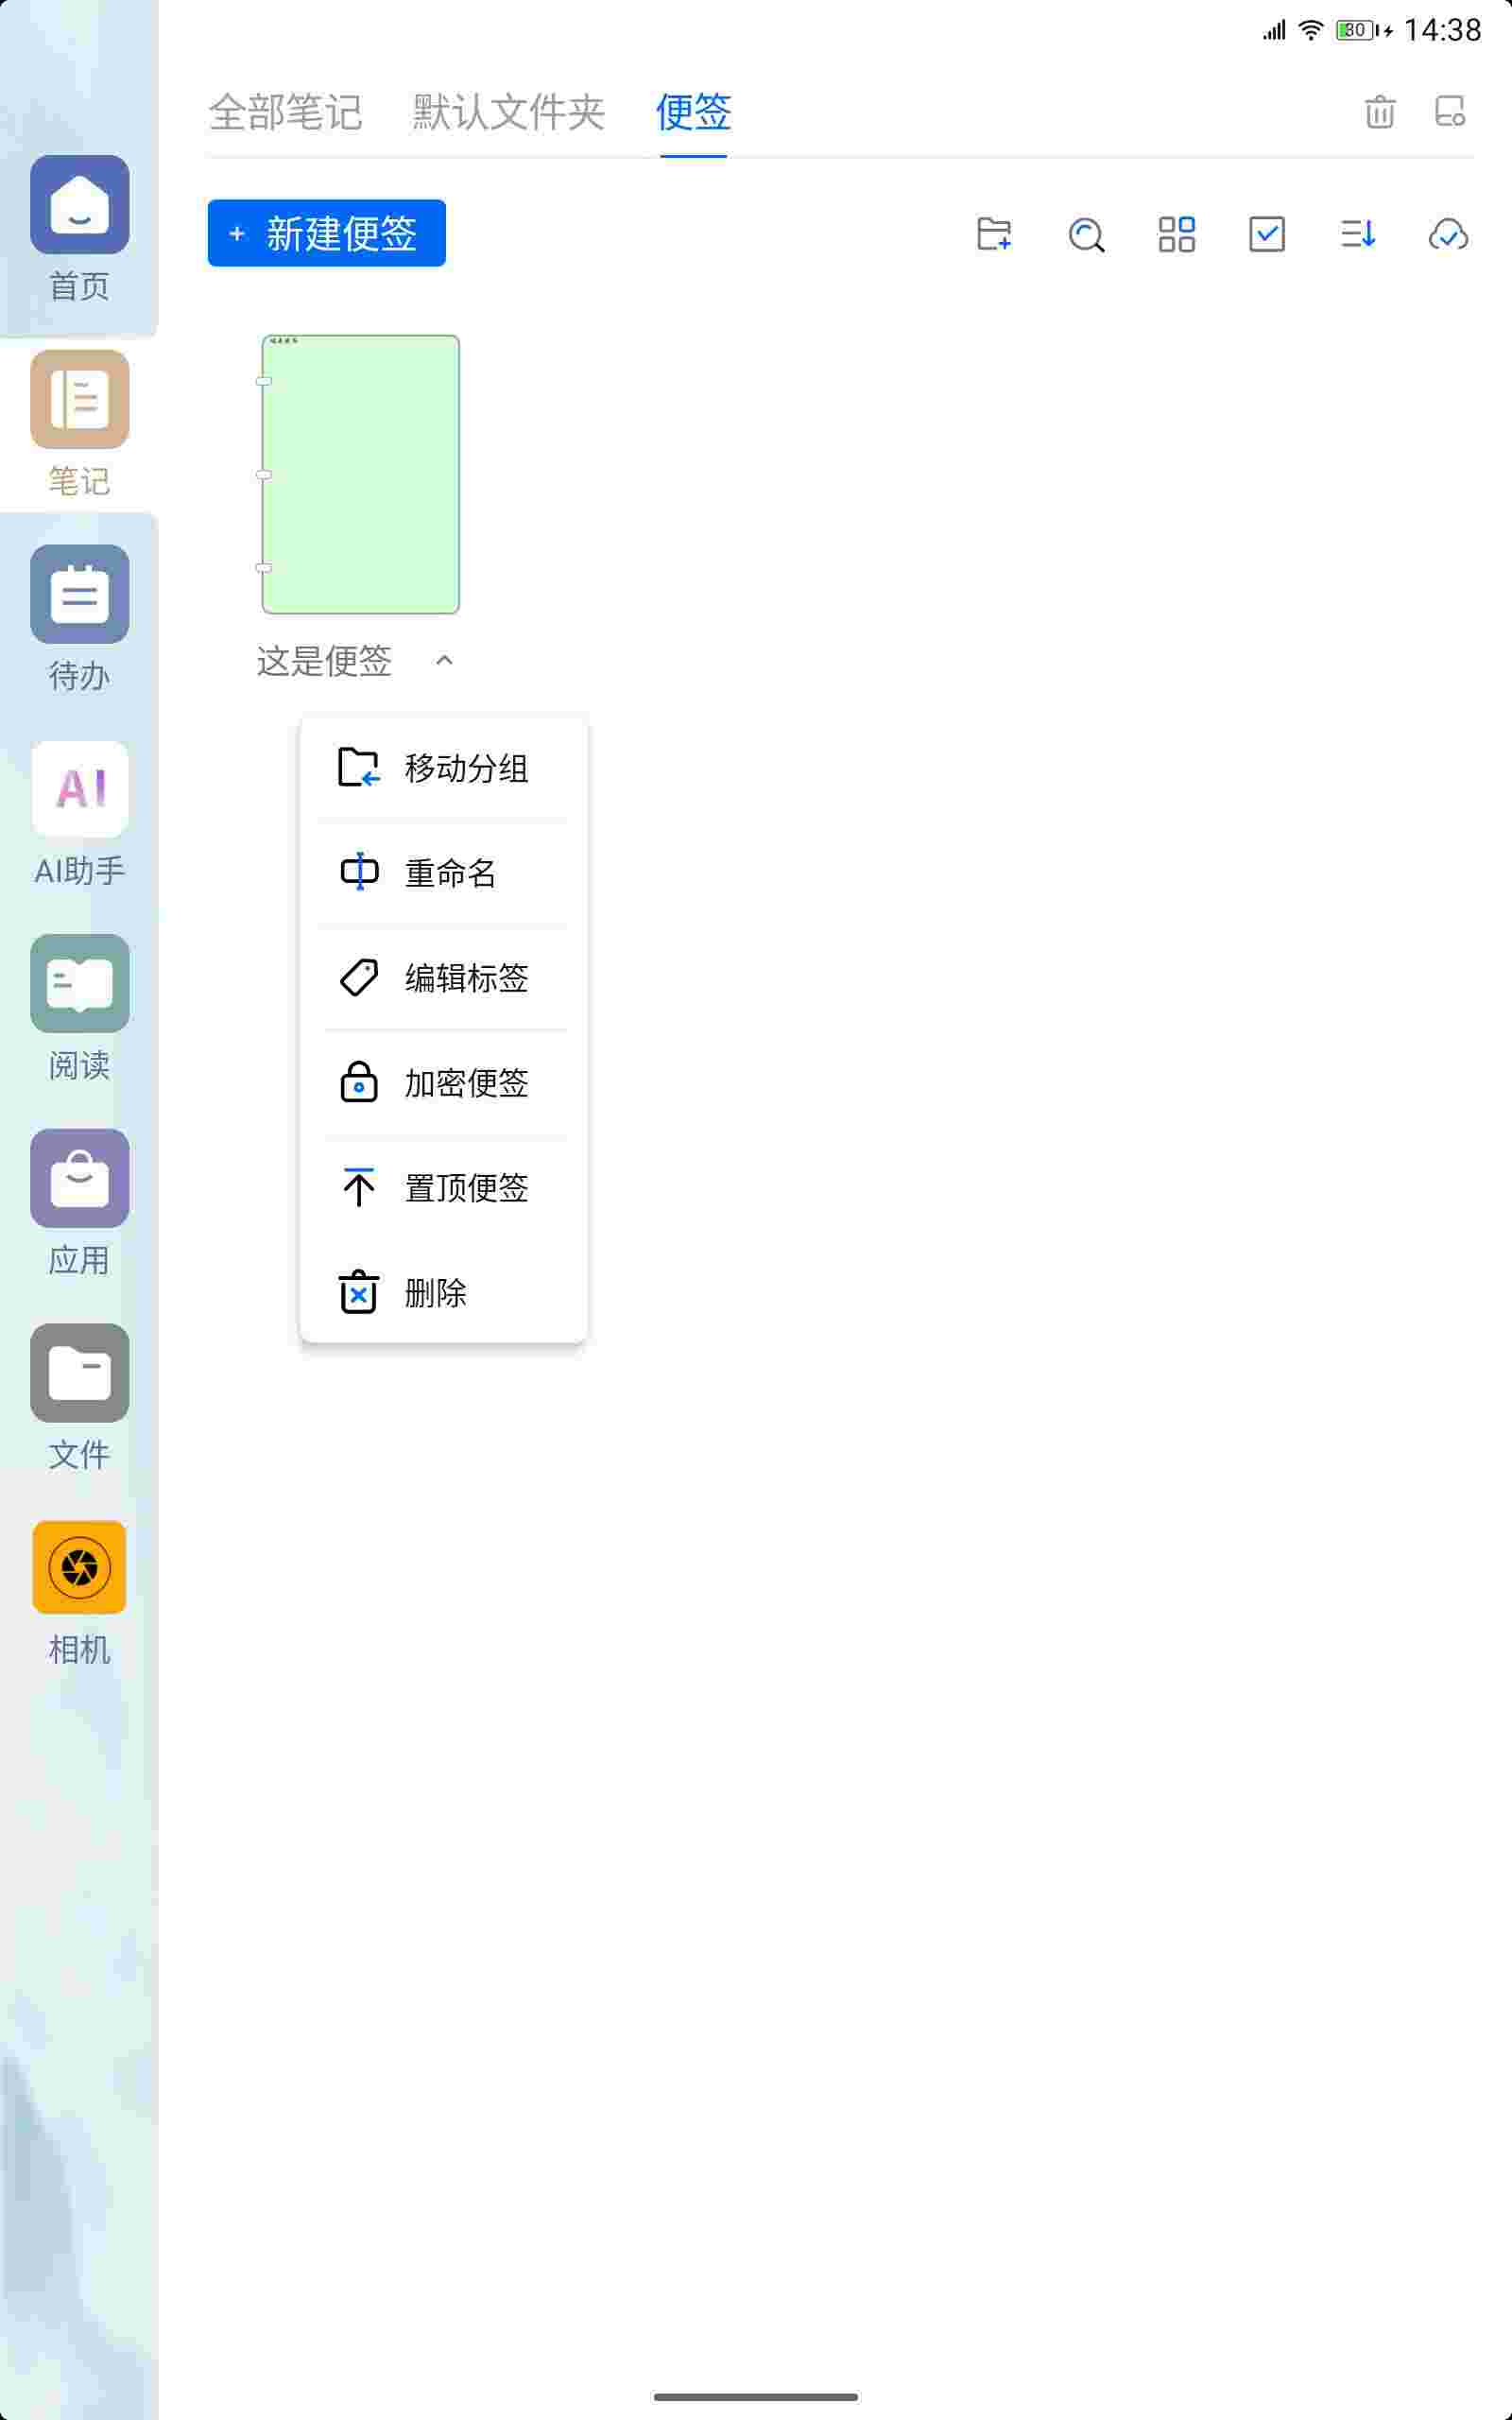 30 14:38
全部笔记 默认文件夹 便签
+ 新建便签
首页
笔记
待办
AI
AI助手
阅读
应用
文件
相机
这是便签
移动分组
重命名
编辑标签
加密便签
置顶便签
删除